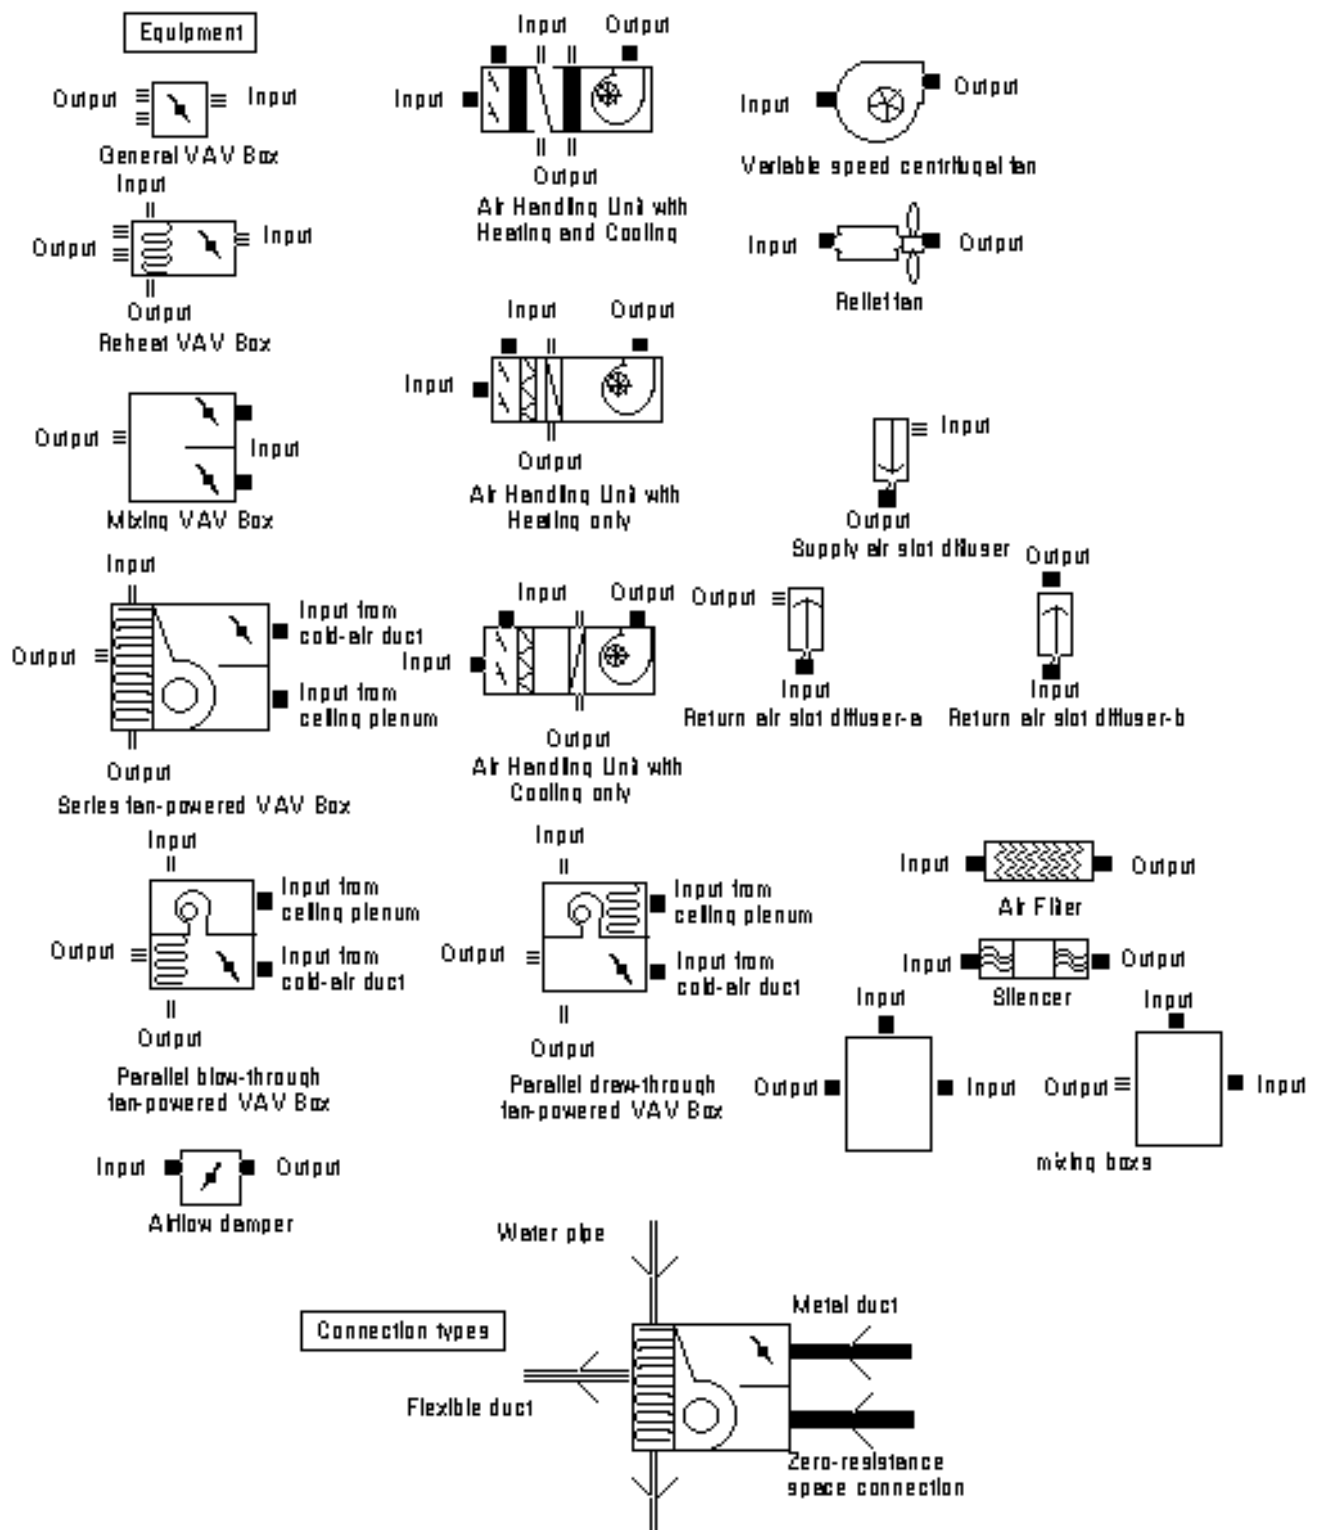 Equipment
Output
Input
General VAV Box
Input
Output
Input
Output
Reheat VAV Box
Output
Input
Mixing VAV Box
Input
Input from
cold-air duct
Output
Input from
ceiling plenum
Output
Series fan-powered VAV Box
Input
Input from
ceiling plenum
Output
Input from
cold-air duct
Output
Parallel blow-through
fan-powered VAV Box
Input
Output
Airflow damper
Input
Output
Input
Output
Air Handling Unit with
Heating and Cooling
Input
Output
Input
Output
Air Handling Unit with
Heating only
Input
Output
Input
Output
Air Handling Unit with
Cooling only
Input
Input from
ceiling plenum
Output
Input from
cold-air duct
Output
Parallel draw-through
fan-powered VAV Box
Input
Output
Variable speed centrifugal fan
Input
Output
Relief fan
Input
Output
Supply air slot diffuser
Output
Input
Return air slot diffuser-a
Output
Input
Return air slot diffuser-b
Input
Output
Air Filter
Input
Output
Silencer
Input
Output
Input
Input
Output
Input
mixing boxs
Connection types
Water pipe
Metal duct
Flexible duct
Zero-resistance
space connection